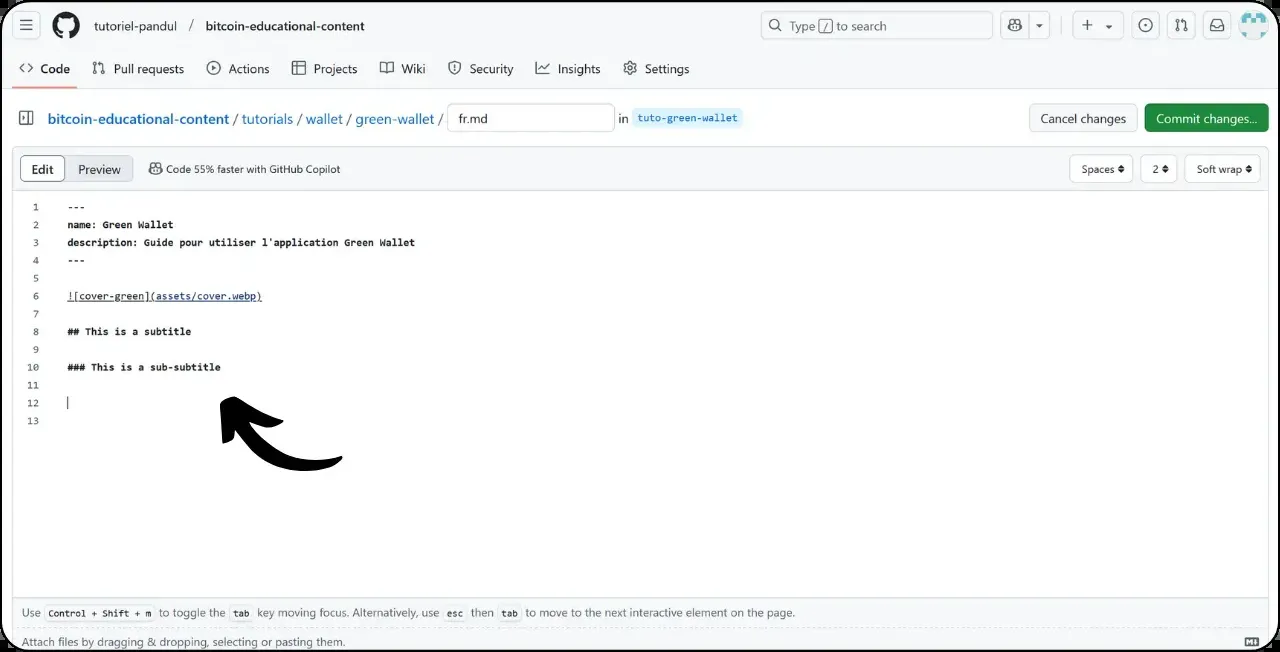 tutoriel-pandul / bitcoin-educational-content
Type / to search
Code Pull requests Actions Projects Wiki Security Insights Settings
bitcoin-educational-content / tutorials / wallet / green-wallet / fr.md in tuto-green-wallet
Cancel changes Commit changes...
Edit Preview Code 55% faster with GitHub Copilot
Spaces 2 Soft wrap
1 ---
2 name: Green Wallet
3 description: Guide pour utiliser l'application Green Wallet
4 ---
5
6 ![cover-green](assets/cover.webp)
7
8 ## This is a subtitle
9
10 ### This is a sub-subtitle
11
12
13
Use Control + Shift + m to toggle the tab key moving focus. Alternatively, use esc then tab to move to the next interactive element on the page.
Attach files by dragging & dropping, selecting or pasting them.